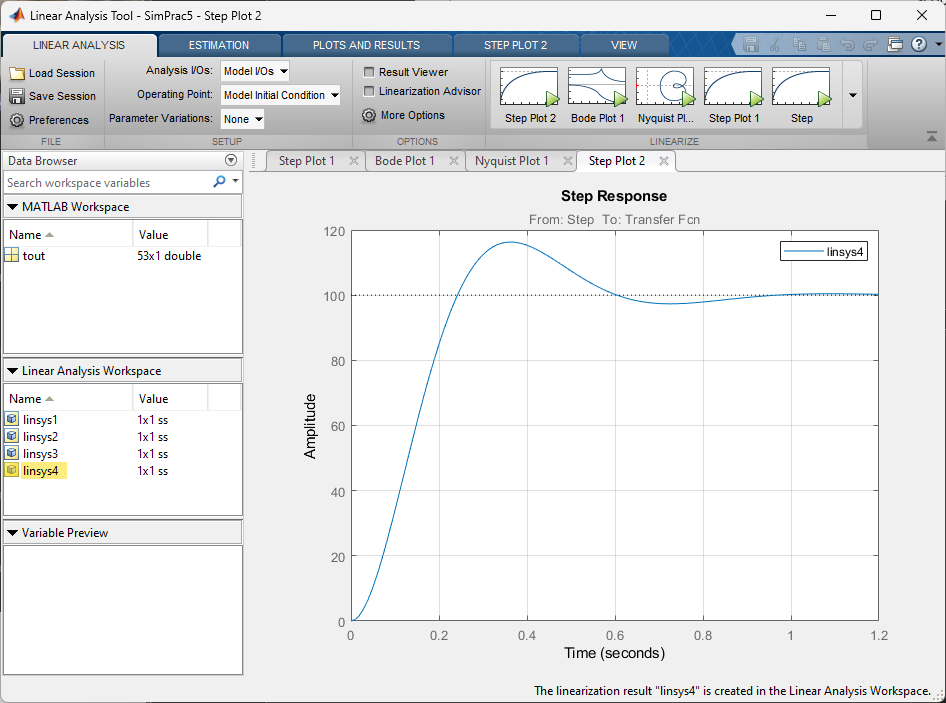 Linear Analysis Tool - SimPrac5 - Step Plot 2
LINEAR ANALYSIS ESTIMATION PLOTS AND RESULTS STEP PLOT 2 VIEW
Load Session
Save Session
Preferences
FILE
Analysis I/Os: Model I/Os
Operating Point: Model Initial Condition
Parameter Variations: None
SETUP
Result Viewer
Linearization Advisor
More Options
OPTIONS
Step Plot 2 Bode Plot 1 Nyquist Pl... Step Plot 1 Step
LINEARIZE
Data Browser
Search workspace variables
MATLAB Workspace
Name Value
tout 53x1 double
Linear Analysis Workspace
Name Value
linsys1 1x1 ss
linsys2 1x1 ss
linsys3 1x1 ss
linsys4 1x1 ss
Variable Preview
Step Plot 1 Bode Plot 1 Nyquist Plot 1 Step Plot 2
Step Response
From: Step To: Transfer Fcn
linsys4
120
100
80
60
40
20
0
Amplitude
0 0.2 0.4 0.6 0.8 1 1.2
Time (seconds)
The linearization result "linsys4" is created in the Linear Analysis Workspace.